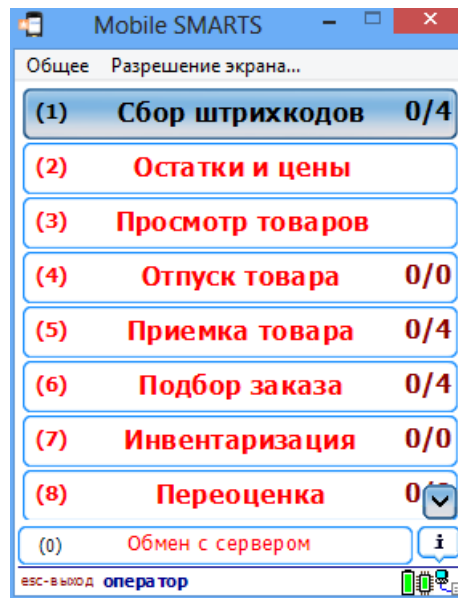 Mobile SMARTS
Общее Разрешение экрана...
(1) Сбор штрихкодов 0/4
(2) Остатки и цены
(3) Просмотр товаров
(4) Отпуск товара 0/0
(5) Приемка товара 0/4
(6) Подбор заказа 0/4
(7) Инвентаризация 0/0
(8) Переоценка
(0) Обмен с сервером i
esc-выход оператор